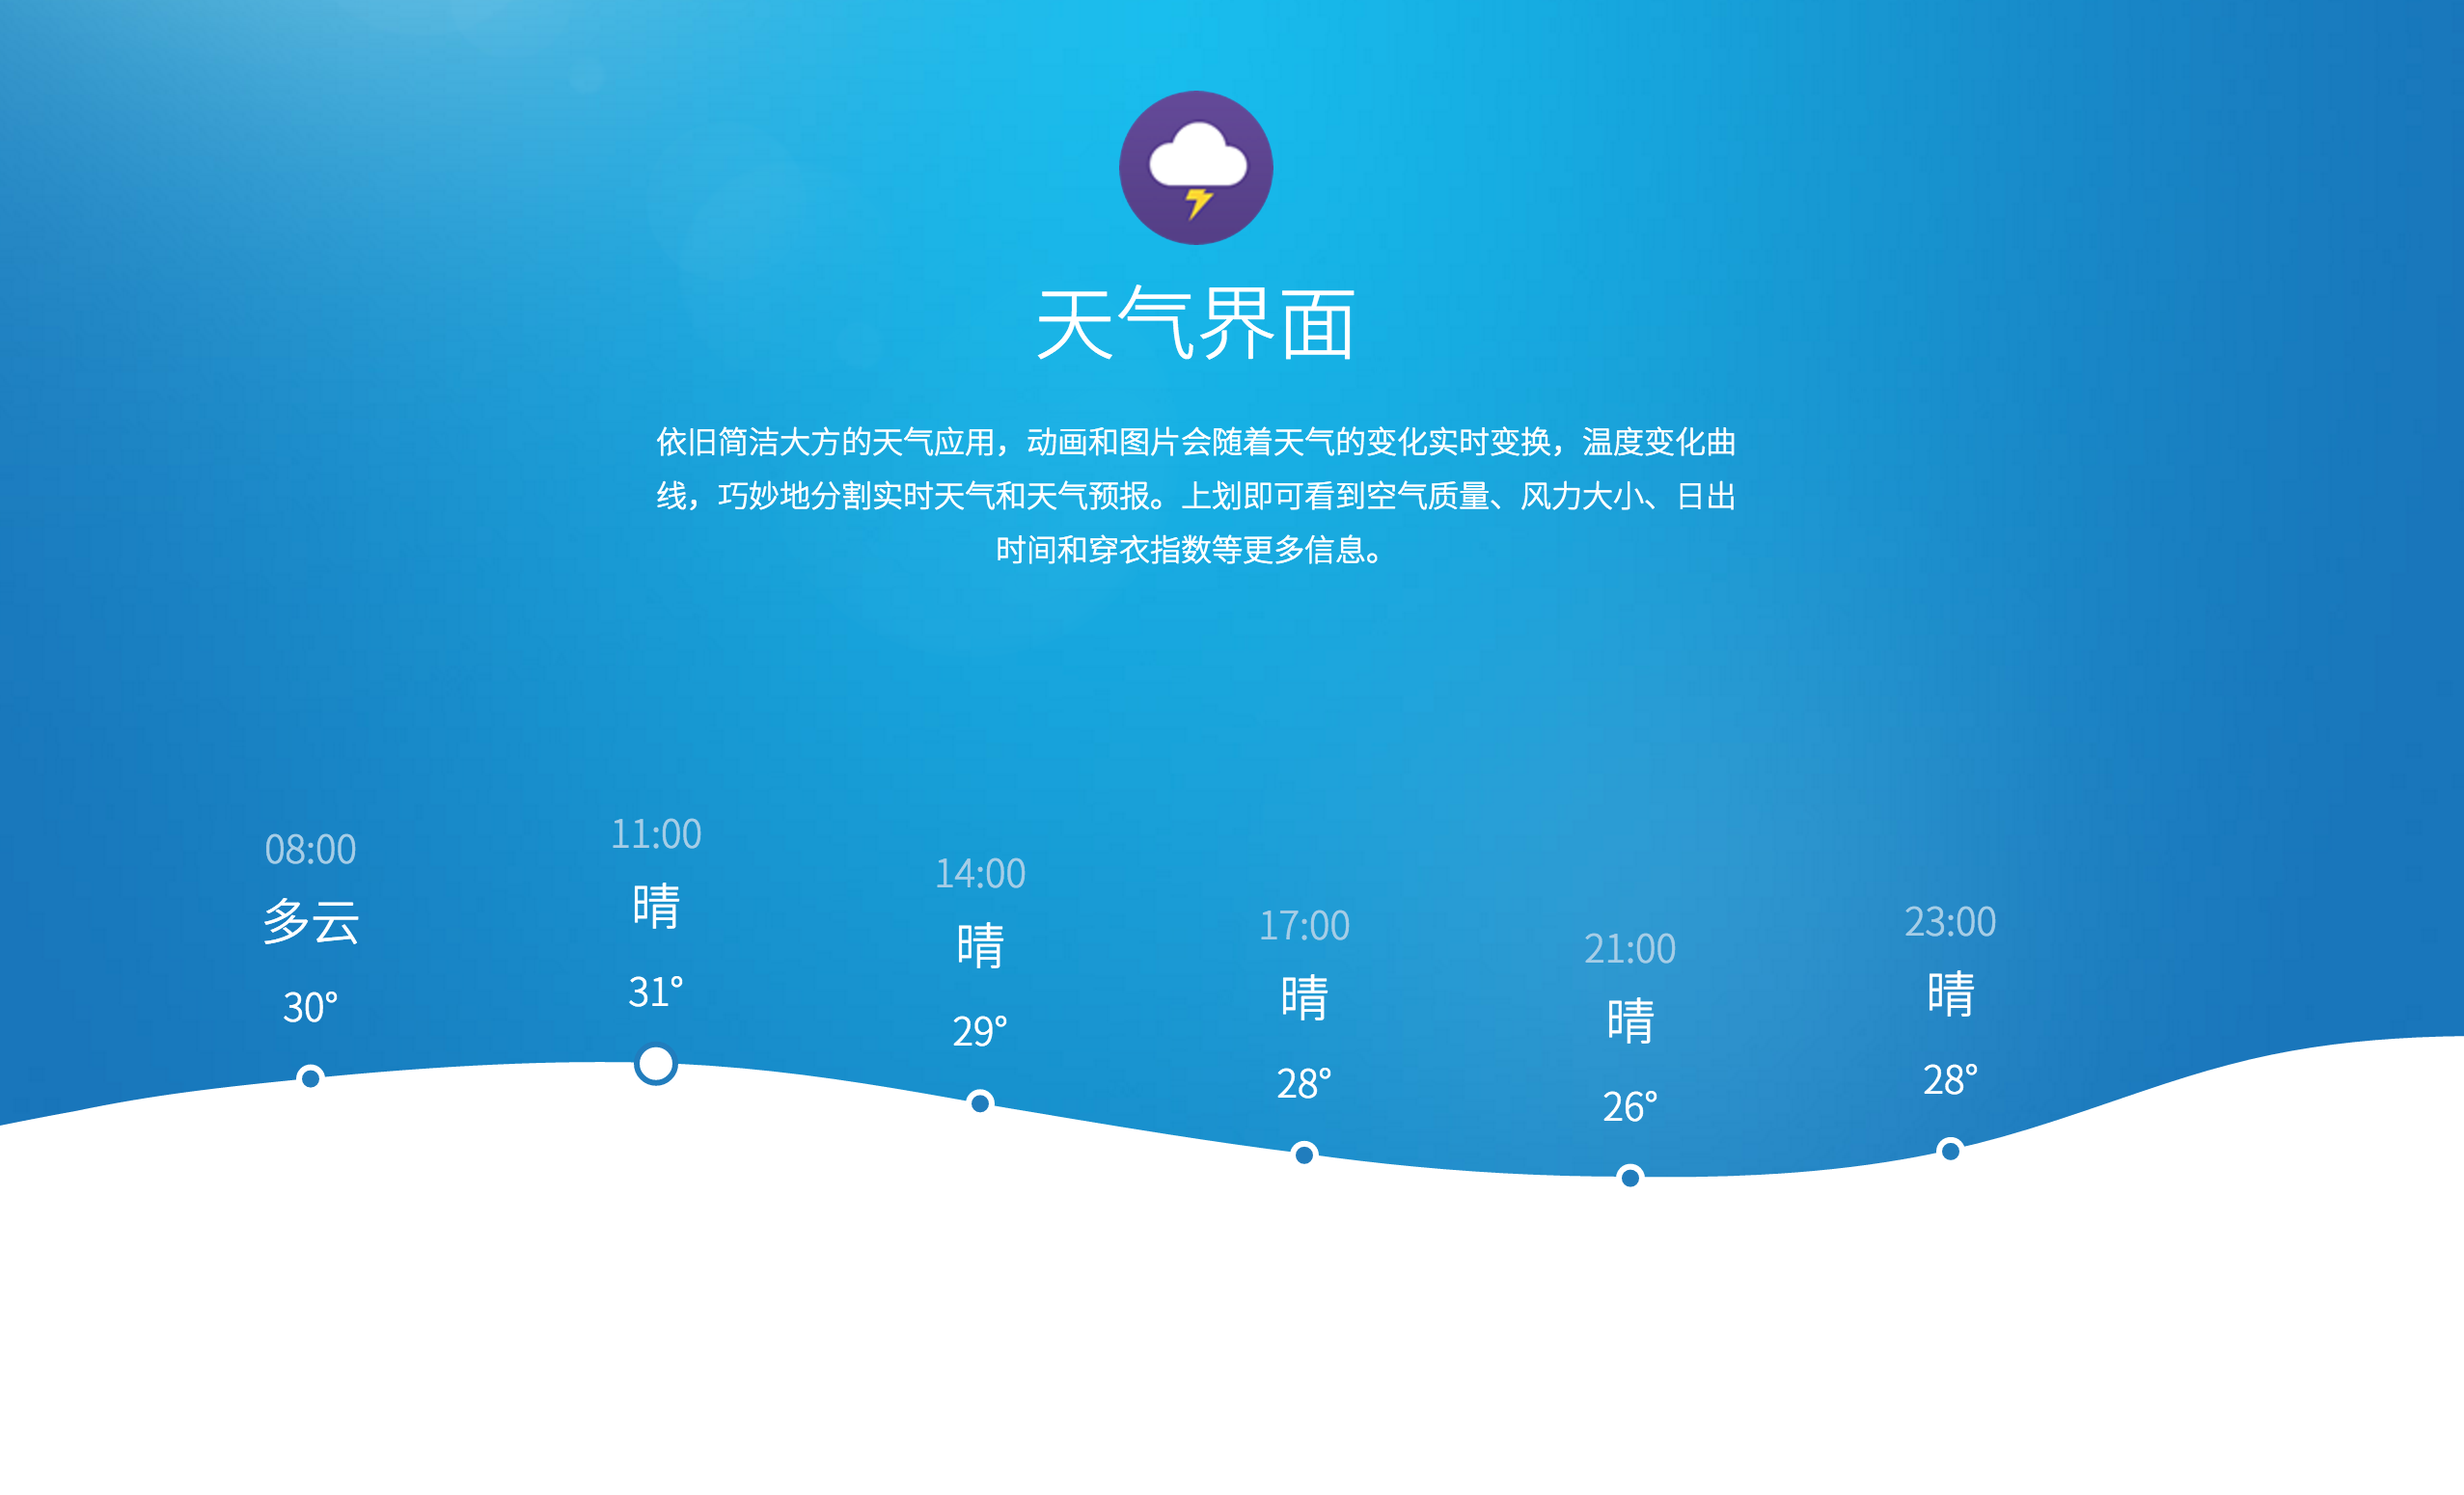 天气界面
依旧简洁大方的天气应用，动画和图片会随着天气的变化实时变换，温度变化曲
线，巧妙地分割实时天气和天气预报。上划即可看到空气质量、风力大小、日出
时间和穿衣指数等更多信息。
08:00
多云
30°
11:00
晴
31°
14:00
晴
29°
17:00
晴
28°
21:00
晴
26°
23:00
晴
28°